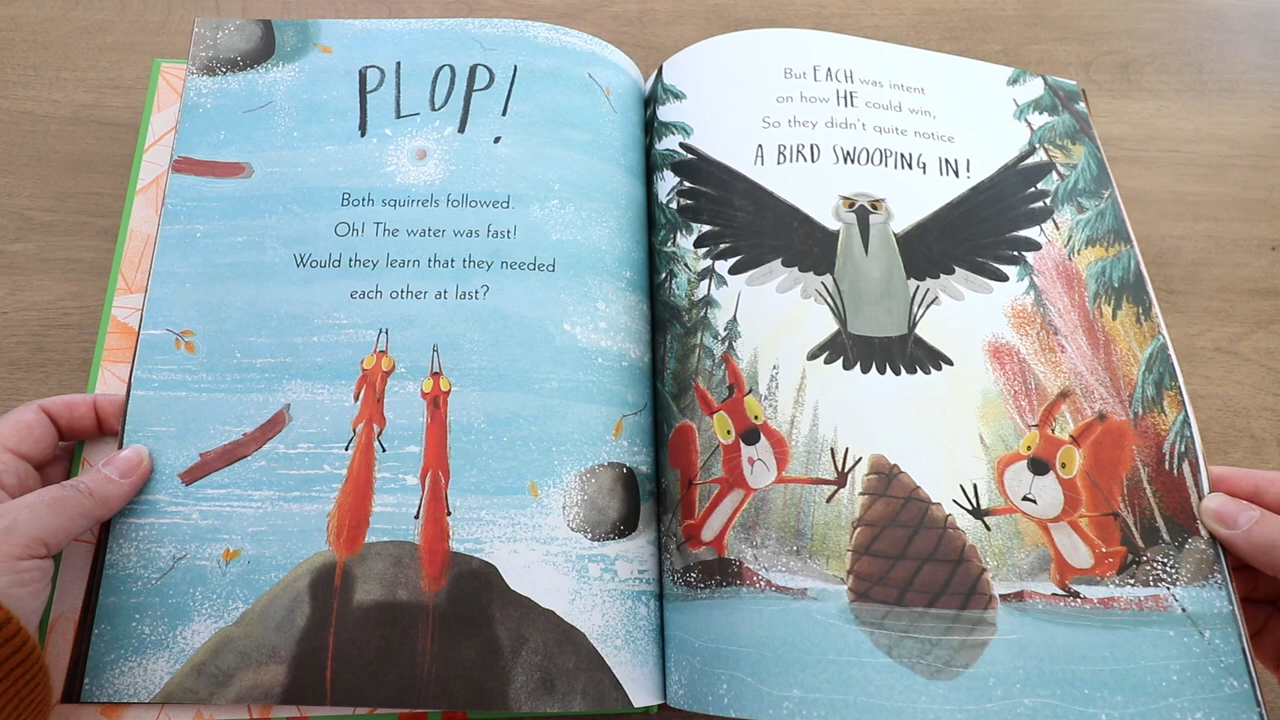 PLOP!
Both squirrels followed.
Oh! The water was fast!
Would they learn that they needed
each other at last?
But EACH was intent
on how HE could win,
So they didn't quite notice
A BIRD SWOOPING IN!